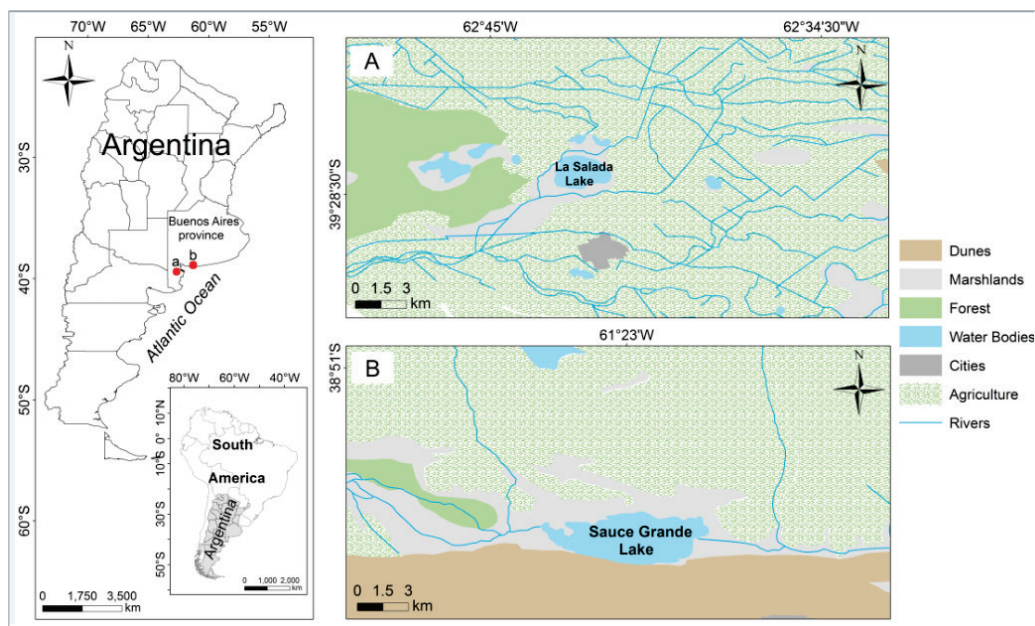 70°W 65°W 60°W 55°W
N
Argentina
30°S
Buenos Aires
province
a
b
40°S
Atlantic Ocean
50°S
60°S
0 1,750 3,500
km
80°W 60°W 40°W
10°N
0°
10°S
30°S
50°S
South
America
Argentina
0 1,000 2,000
km
62°45'W 62°34'30"W
A
N
39°28'30"S
La Salada
Lake
0 1.5 3
km
61°23'W
38°51'S
B
N
Sauce Grande
Lake
0 1.5 3
km
Dunes
Marshlands
Forest
Water Bodies
Cities
Agriculture
Rivers